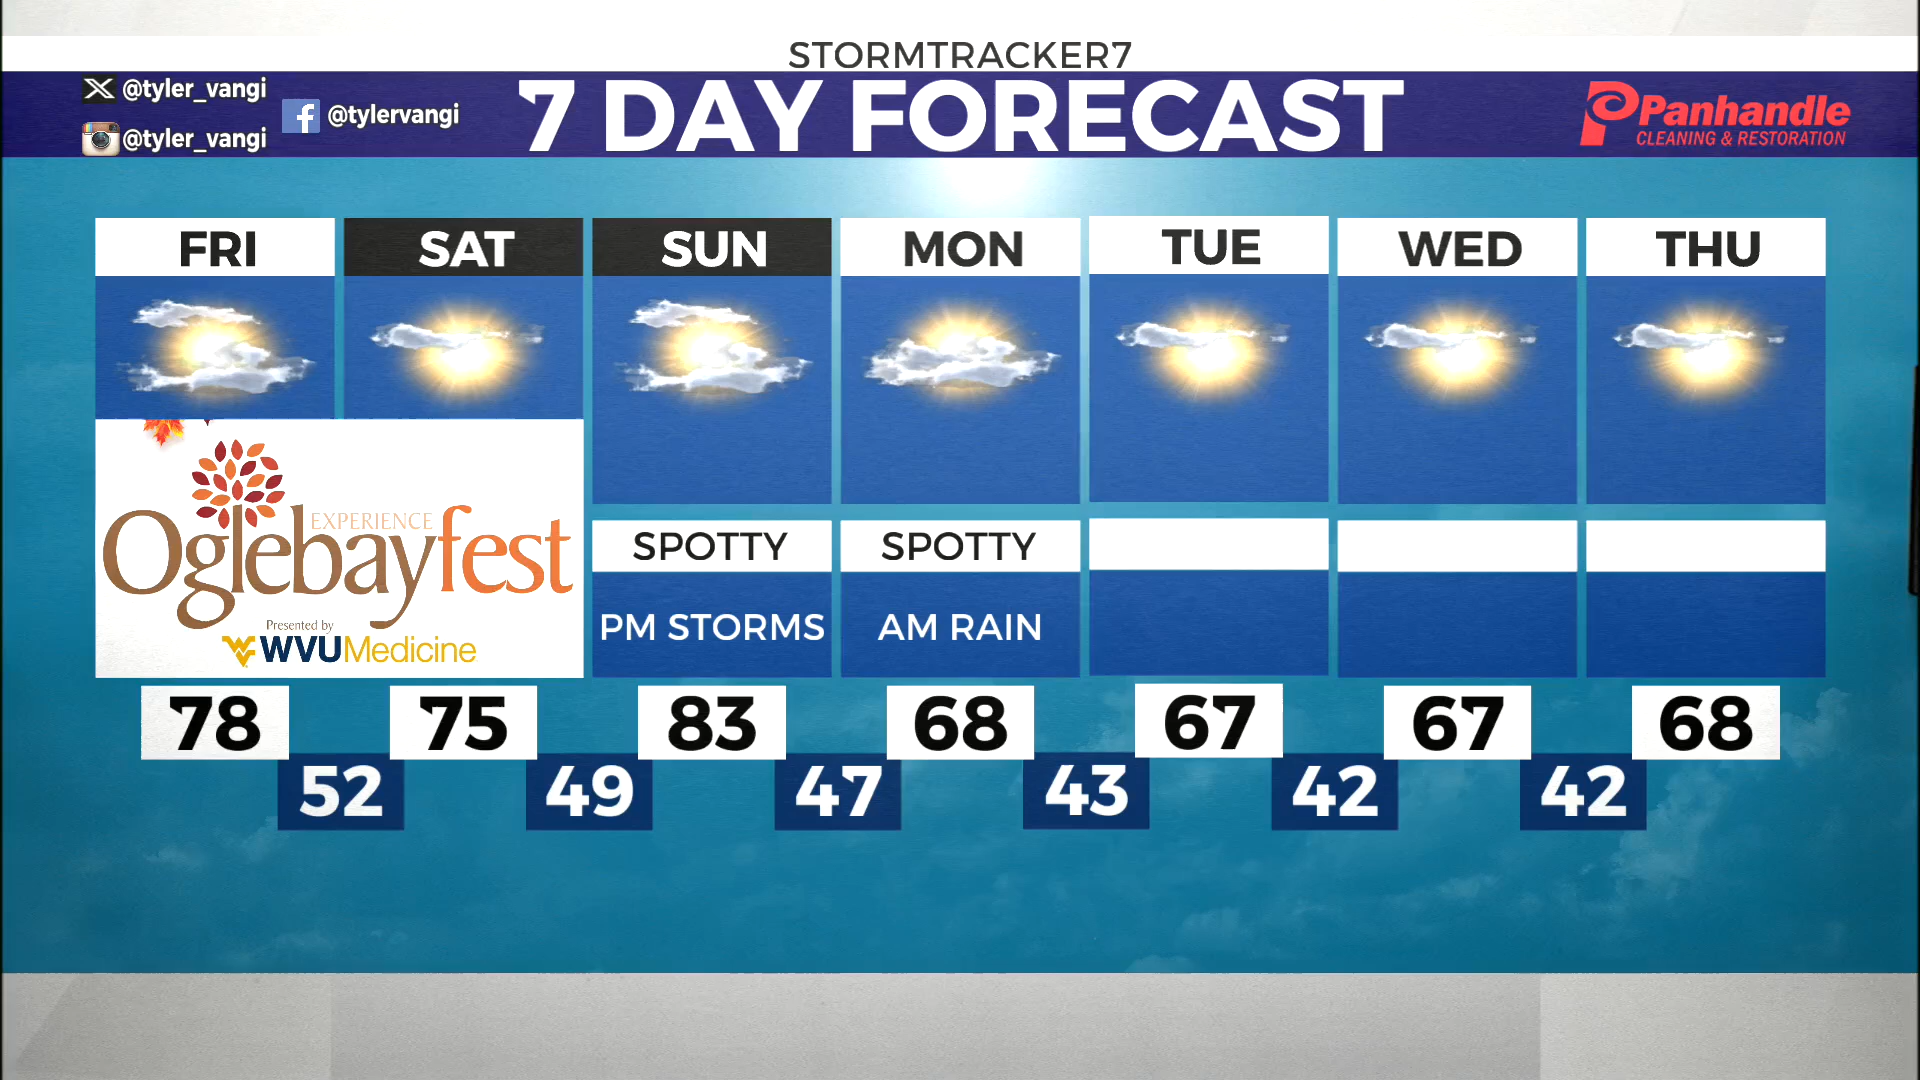 STORMTRACKER7
@tyler_vangi
@tyler_vangi
@tylervangi
7 DAY FORECAST
Panhandle
CLEANING & RESTORATION
FRI SAT SUN MON TUE WED THU
EXPERIENCE
Oglebayfest
Presented by
WVUMedicine
SPOTTY
PM STORMS
SPOTTY
AM RAIN
78 75 83 68 67 67 68
52 49 47 43 42 42